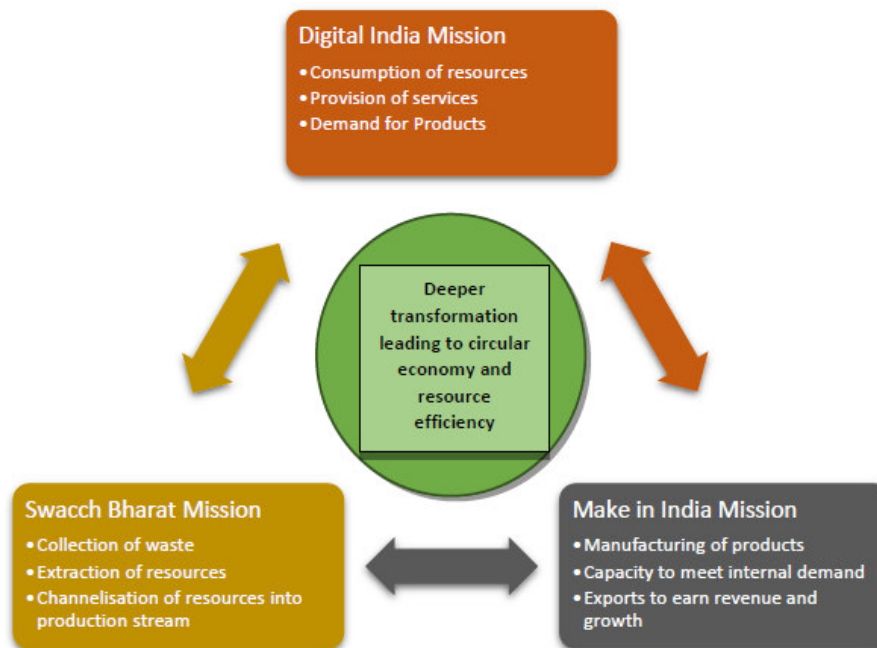 Digital India Mission
•Consumption of resources
•Provision of services
•Demand for Products
Deeper
transformation
leading to circular
economy and
resource
efficiency
Swacch Bharat Mission
•Collection of waste
•Extraction of resources
•Channelisation of resources into
production stream
Make in India Mission
•Manufacturing of products
•Capacity to meet internal demand
•Exports to earn revenue and
growth